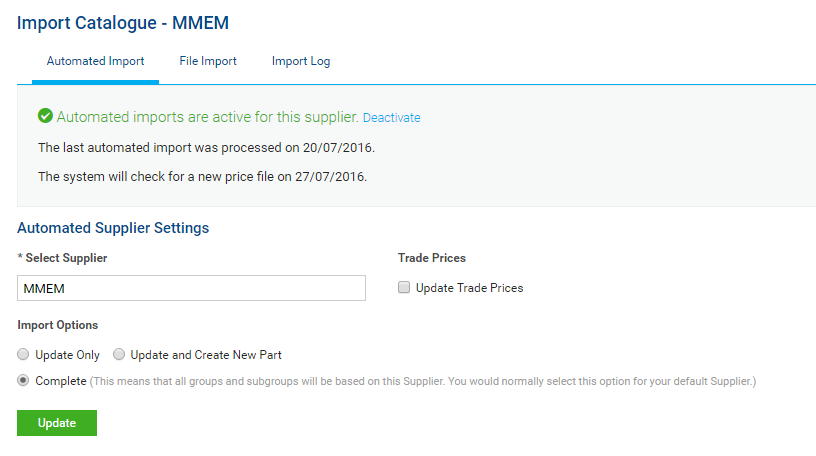 Import Catalogue - MMEM
Automated Import File Import Import Log
Automated imports are active for this supplier. Deactivate
The last automated import was processed on 20/07/2016.
The system will check for a new price file on 27/07/2016.
Automated Supplier Settings
* Select Supplier Trade Prices
MMEM Update Trade Prices
Import Options
Update Only Update and Create New Part
Complete (This means that all groups and subgroups will be based on this Supplier. You would normally select this option for your default Supplier.)
Update